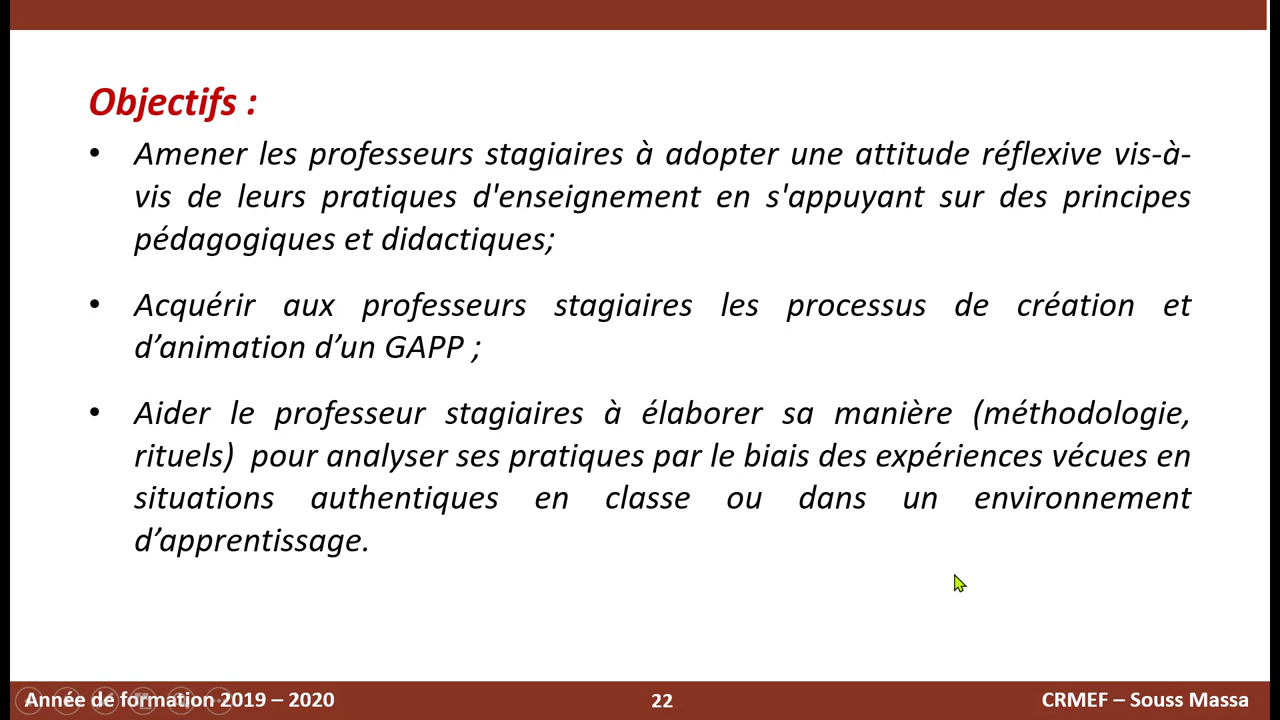 Objectifs :
• Amener les professeurs stagiaires à adopter une attitude réflexive vis-à-
vis de leurs pratiques d'enseignement en s'appuyant sur des principes
pédagogiques et didactiques;
• Acquérir aux professeurs stagiaires les processus de création et
d’animation d’un GAPP ;
• Aider le professeur stagiaires à élaborer sa manière (méthodologie,
rituels)  pour analyser ses pratiques par le biais des expériences vécues en
situations authentiques en classe ou dans un environnement
d’apprentissage.
Année de formation 2019 – 2020 22 CRMEF – Souss Massa